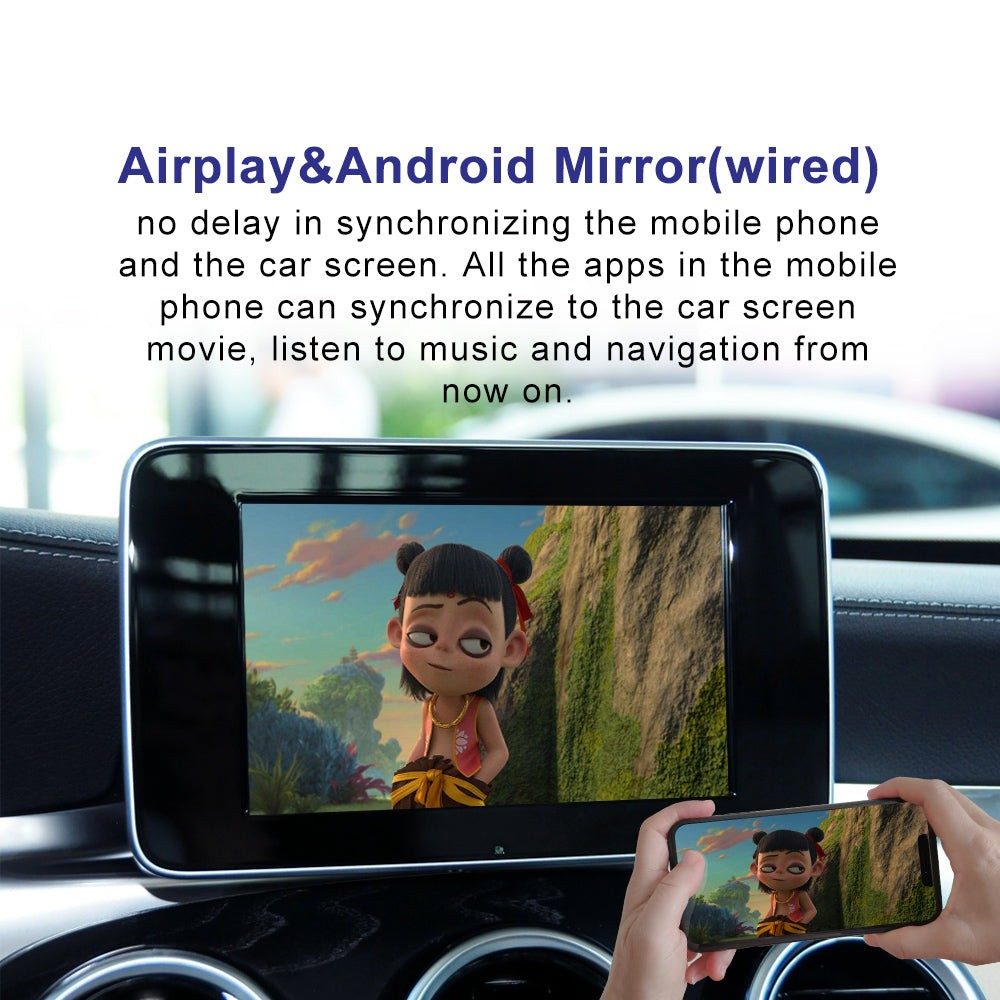 Airplay&Android Mirror(wired)
no delay in synchronizing the mobile phone
and the car screen. All the apps in the mobile
phone can synchronize to the car screen
movie, listen to music and navigation from
now on.